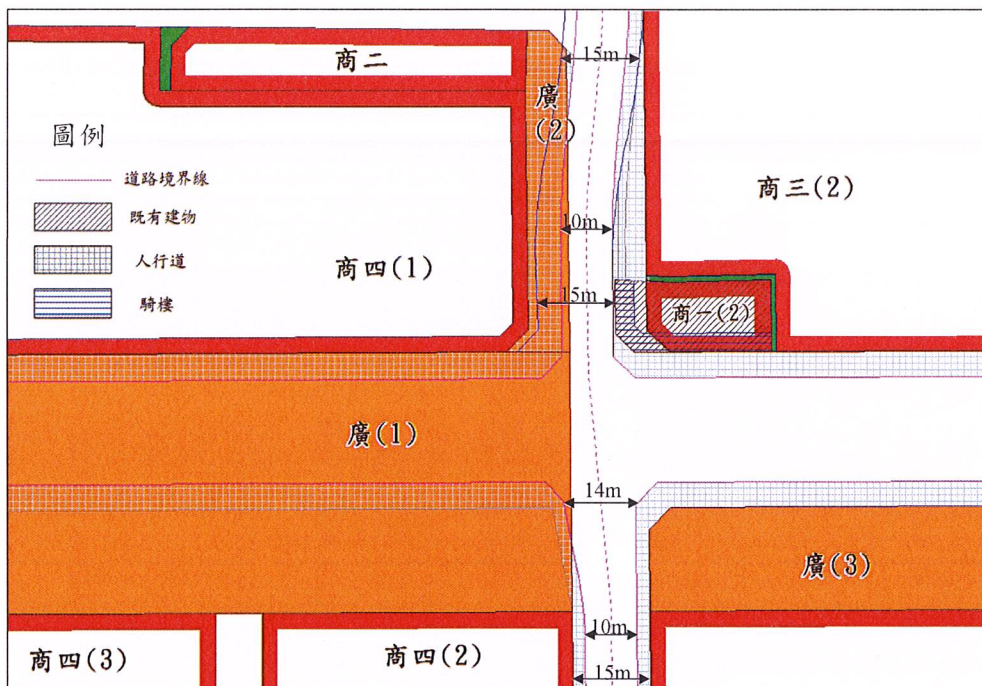 15m
商二
廣
(2)
圖例
道路境界線
既有建物
人行道
騎樓
商三(2)
10m
商四(1)
15m
商一(2)
廣(1)
14m
廣(3)
10m
商四(3)
商四(2)
15m